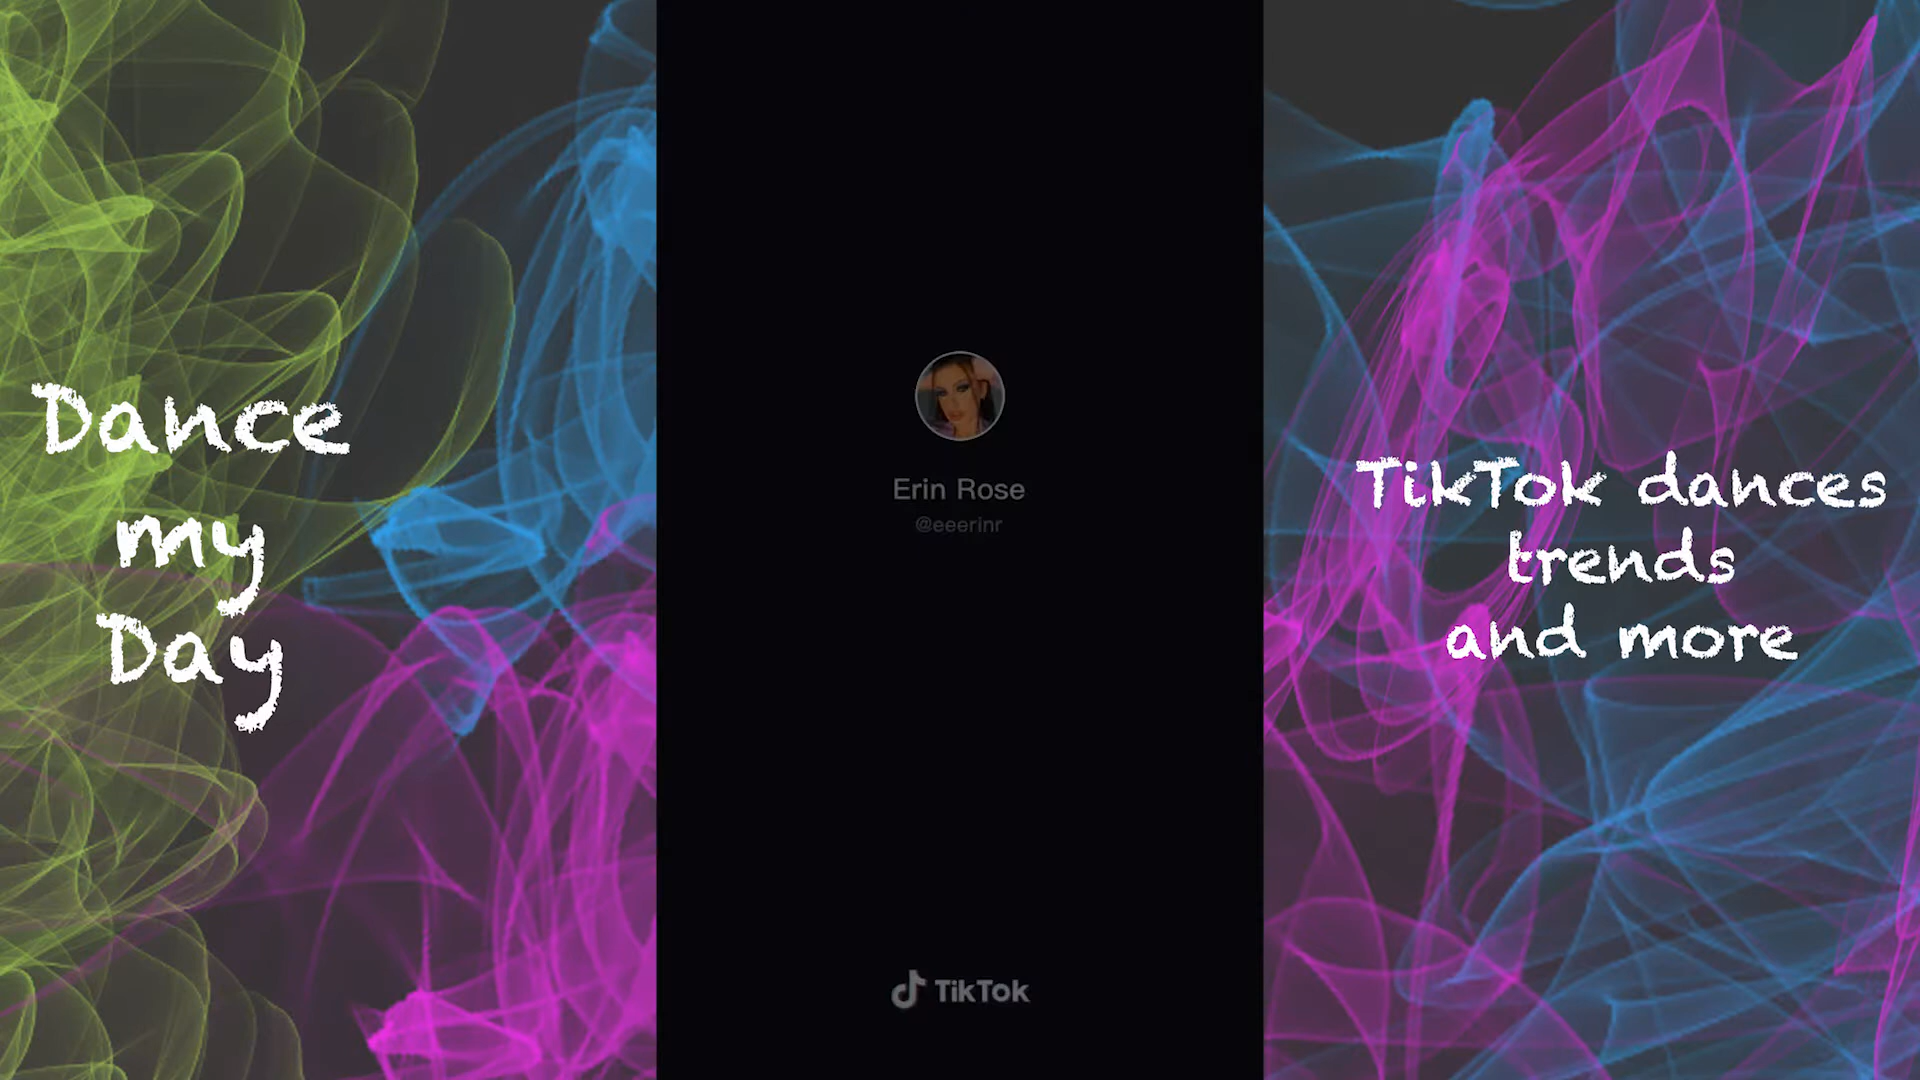 Dance
my
Day
Erin Rose
@eeerinr
TikTok
TikTok dances
trends
and more